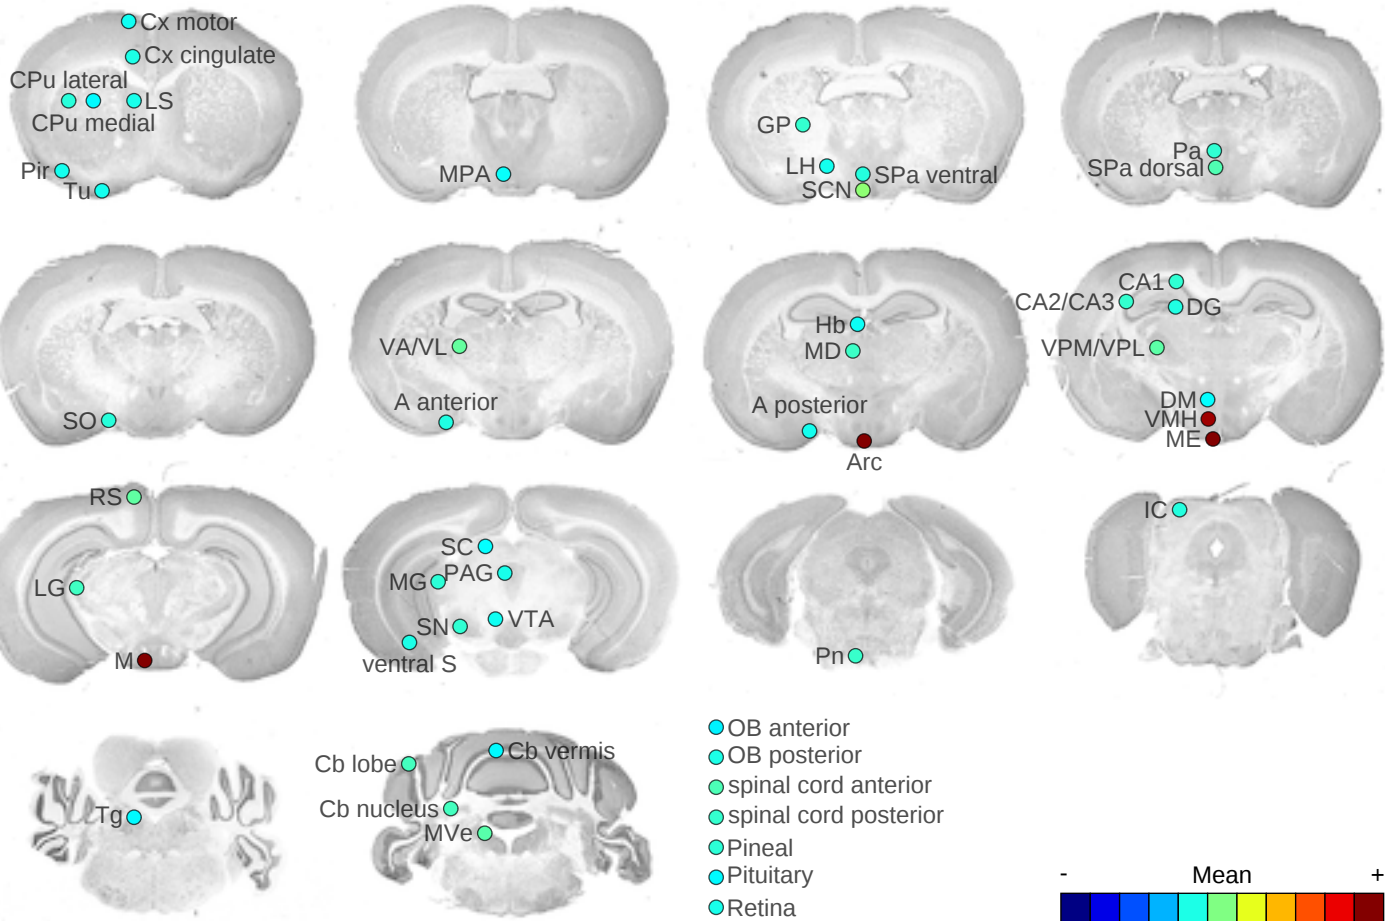 Cx motor
Cx cingulate
CPu lateral
LS
CPu medial
Pir
Tu
MPA
GP
LH
SPa ventral
SCN
Pa
SPa dorsal
SO
VA/VL
A anterior
Hb
MD
A posterior
Arc
CA1
CA2/CA3
DG
VPM/VPL
DM
VMH
ME
RS
LG
M
SC
MG
PAG
SN
VTA
ventral S
Pn
IC
Tg
Cb lobe
Cb vermis
Cb nucleus
MVe
OB anterior
OB posterior
spinal cord anterior
spinal cord posterior
Pineal
Pituitary
Retina
- Mean +